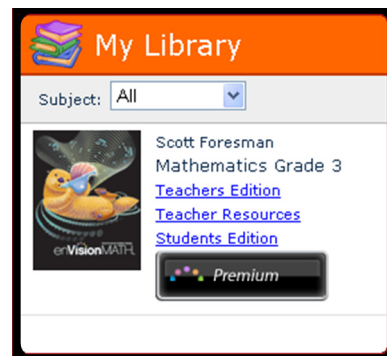 My Library
Subject: All
Scott Foresman
Mathematics Grade 3
Teachers Edition
Teacher Resources
Students Edition
enVisionMATH
Premium